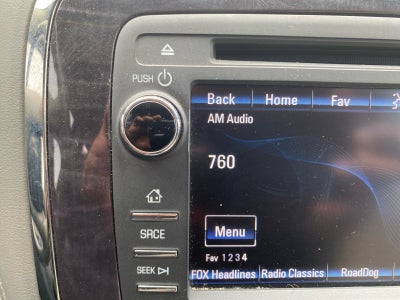 PUSH
Back Home Fav
AM Audio
760
Menu
SRCE
Fav 1 2 3 4
SEEK
FOX Headlines Radio Classics RoadDog